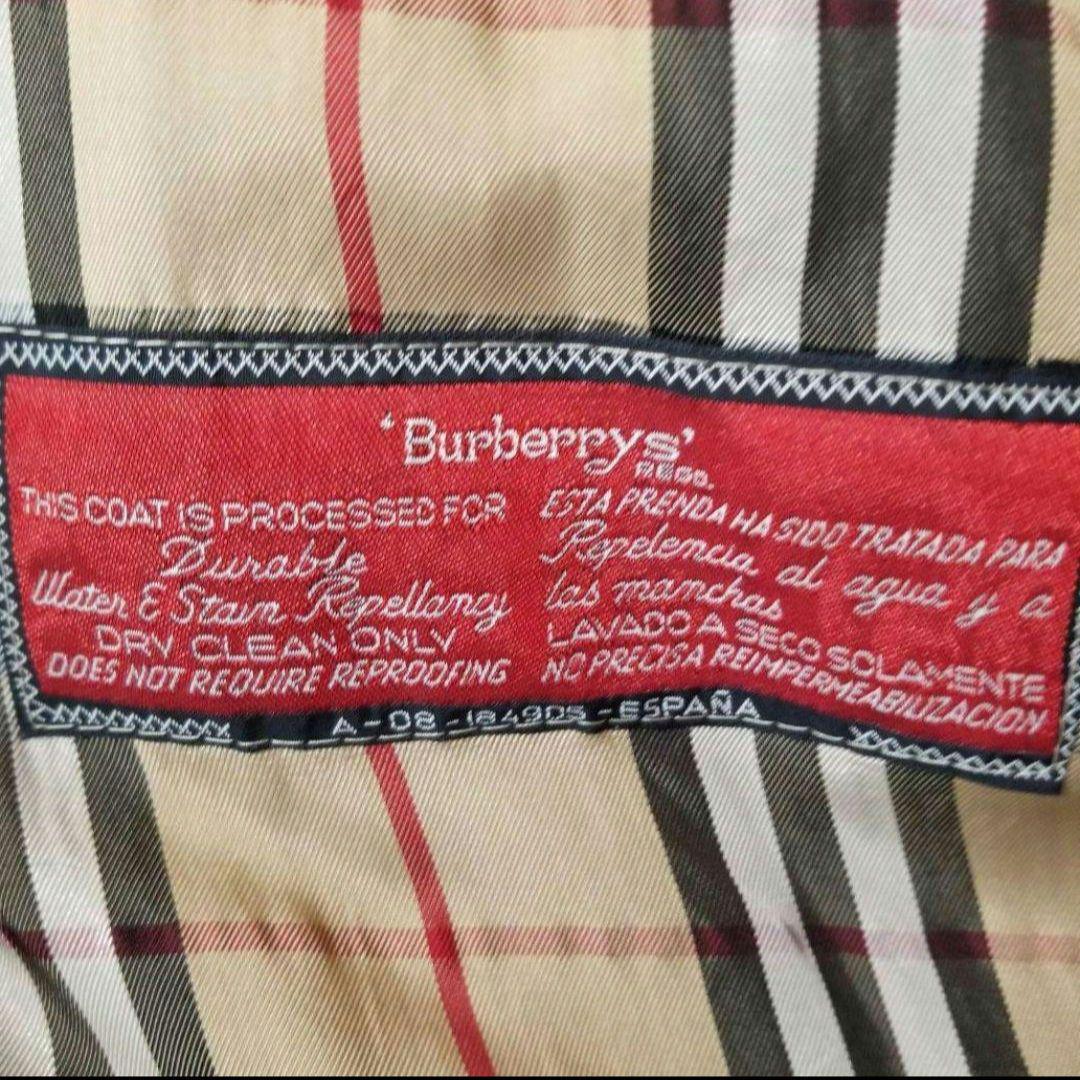 'Burberrys'
REGD.
THIS COAT IS PROCESSED FOR
Durable
Water & Stain Repellancy
DRY CLEAN ONLY
DOES NOT REQUIRE REPROOFING
ESTA PRENDA HA SIDO TRATADA PARA
Repelencia al agua y a
las manchas
LAVADO A SECO SOLAMENTE
NO PRECISA REIMPERMEABILIZACION
A-08-184905-ESPAÑA